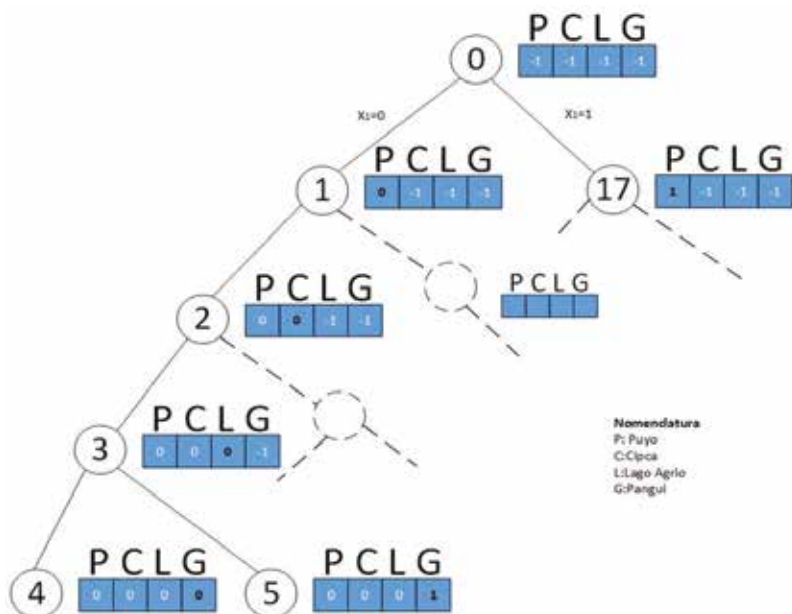 P C L G
0
-1 -1 -1 -1
X1=0
X1=1
P C L G
1
0 -1 -1 -1
P C L G
17
1 -1 -1 -1
P C L G
P C L G
2
0 0 -1 -1
P C L G
3
0 0 0 -1
Nomendatura
P: Puyo
C:Cipca
L:Lago Agrio
G:Pangui
P C L G
4
0 0 0 0
P C L G
5
0 0 0 1